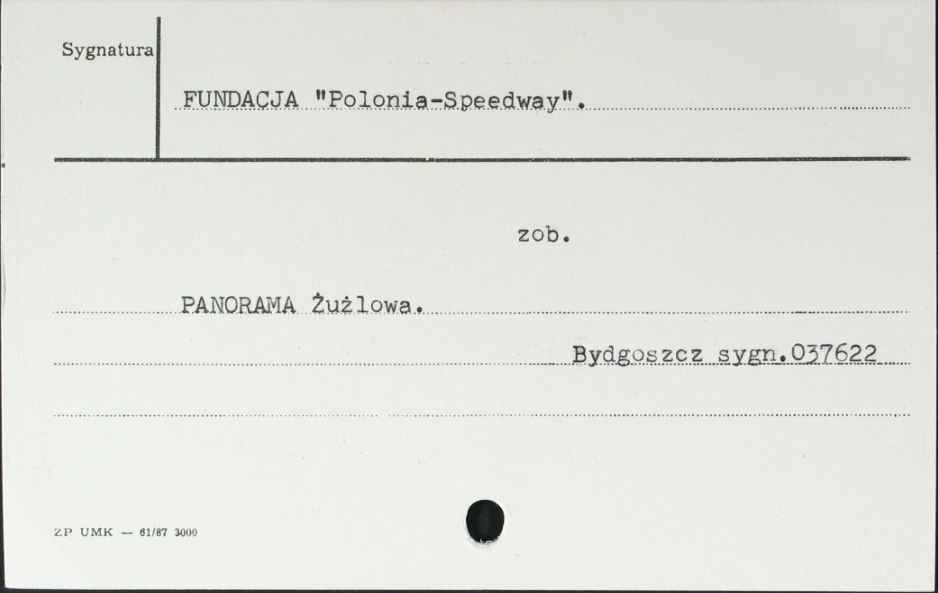 Sygnatura
FUNDACJA "Polonia-Speedway".
zob.
PANORAMA Żużlowa.
Bydgoszcz sygn.037622
ZP UMK — 61/87 3000